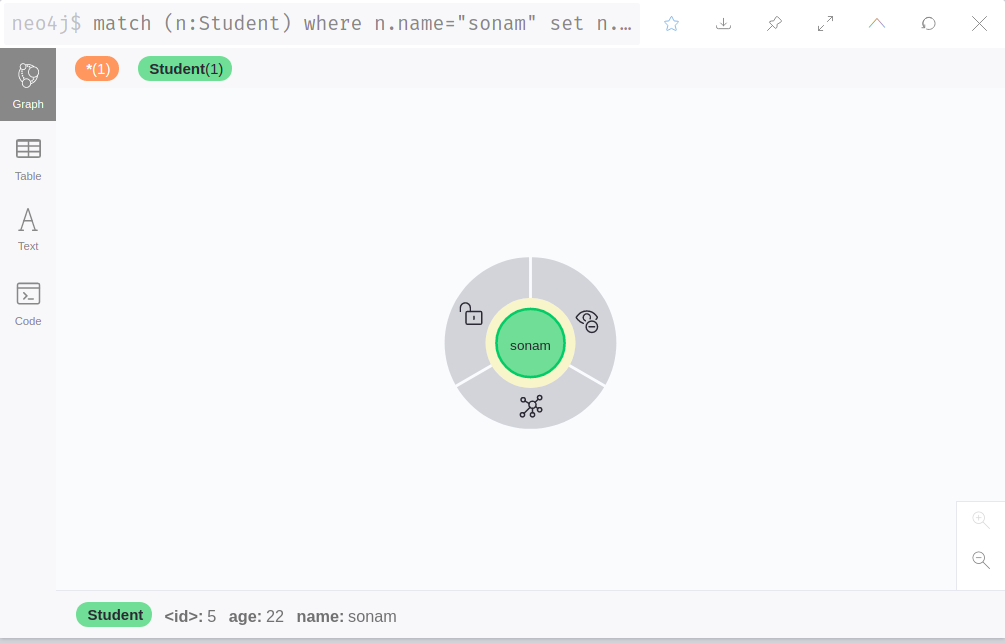 neo4j$ match (n:Student) where n.name="sonam" set n.…
*(1) Student(1)
Graph
Table
Text
Code
sonam
Student <id>: 5 age: 22 name: sonam